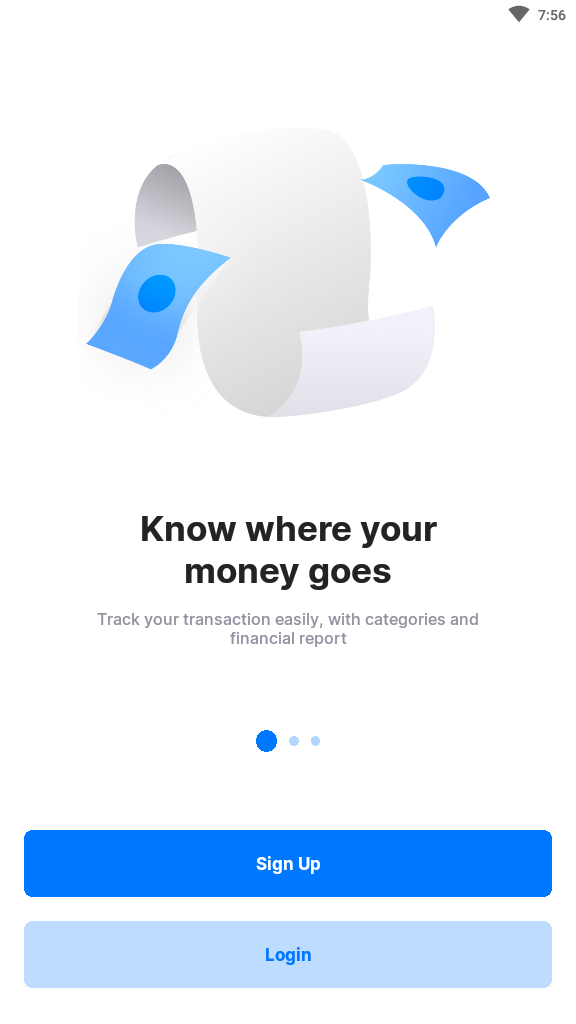 7:56
Know where your
money goes
Track your transaction easily, with categories and
financial report
Sign Up
Login